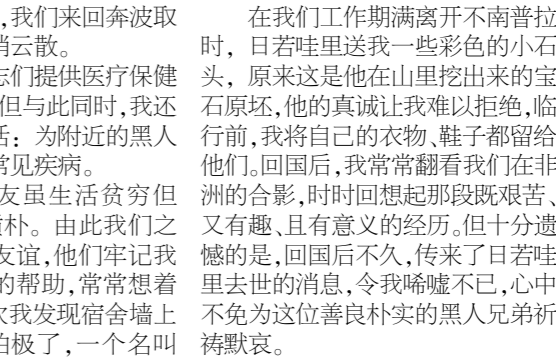 ,我们来回奔波取
消云散。
志们提供医疗保健
但与此同时,我还
活：为附近的黑人
常见疾病。
友虽生活贫穷但
质朴。由此我们之
友谊,他们牢记我
的帮助,常常想着
次我发现宿舍墙上
怕极了,一个名叫
在我们工作期满离开不南普拉
时，日若哇里送我一些彩色的小石
头，原来这是他在山里挖出来的宝
石原坯,他的真诚让我难以拒绝,临
行前,我将自己的衣物、鞋子都留给
他们。回国后,我常常翻看我们在非
洲的合影,时时回想起那段既艰苦、
又有趣、且有意义的经历。但十分遗
憾的是,回国后不久,传来了日若哇
里去世的消息,令我唏嘘不已,心中
不免为这位善良朴实的黑人兄弟祈
祷默哀。